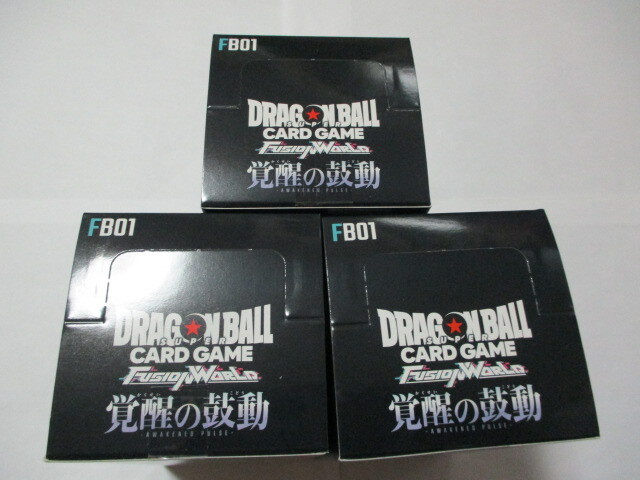 FB01
DRAGON BALL
SUPER
CARD GAME
FUSION WORLD
覚醒の鼓動
-AWAKENED PULSE-
FB01
DRAGON BALL
SUPER
CARD GAME
FUSION WORLD
覚醒の鼓動
-AWAKENED PULSE-
FB01
DRAGON BALL
SUPER
CARD GAME
FUSION WORLD
覚醒の鼓動
-AWAKENED PULSE-